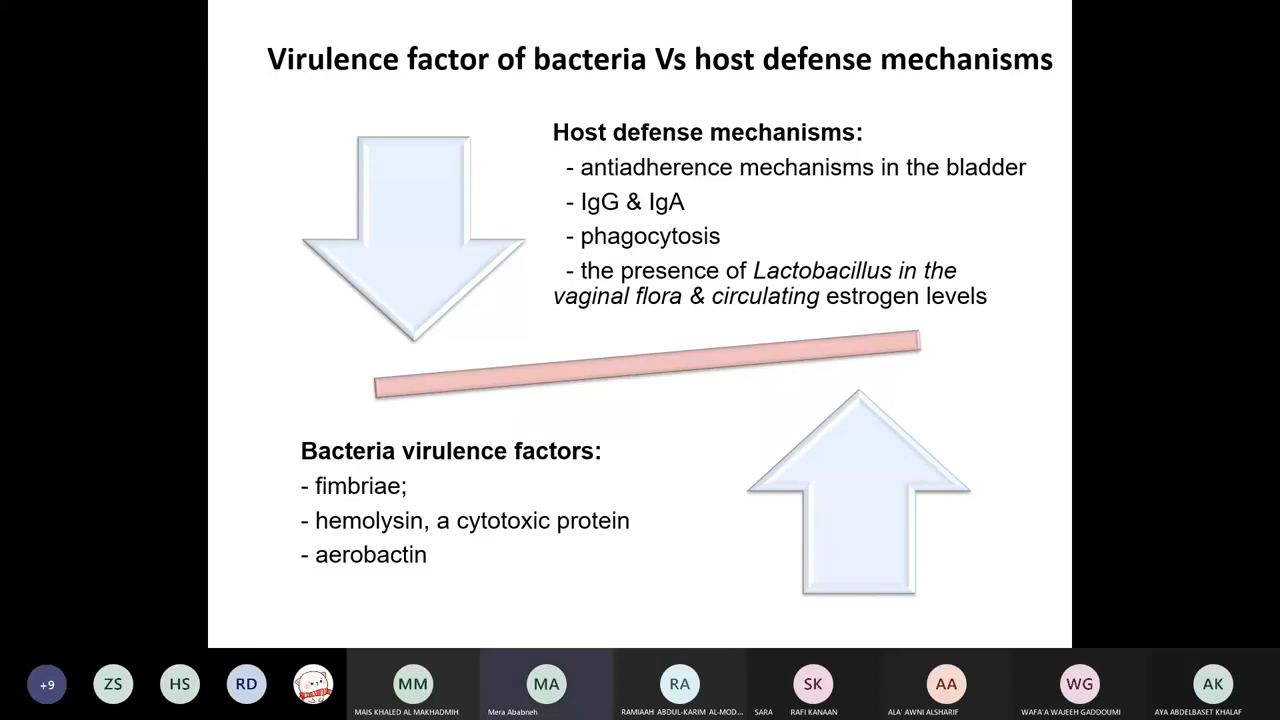 Virulence factor of bacteria Vs host defense mechanisms
Host defense mechanisms:
- antiadherence mechanisms in the bladder
- IgG & IgA
- phagocytosis
- the presence of Lactobacillus in the
vaginal flora & circulating estrogen levels
Bacteria virulence factors:
- fimbriae;
- hemolysin, a cytotoxic protein
- aerobactin
+9
ZS
HS
RD
MM
MA
RA
SK
AA
WG
AK
MAIS KHALED AL MAKHADMIH
Mera Ababneh
RAMIAAH ABDUL-KARIM AL-MOD...
SARA RAFI KANAAN
ALA' AWNI ALSHARIF
WAFA'A WAJEEH GADDOUMI
AYA ABDELBASET KHALAF